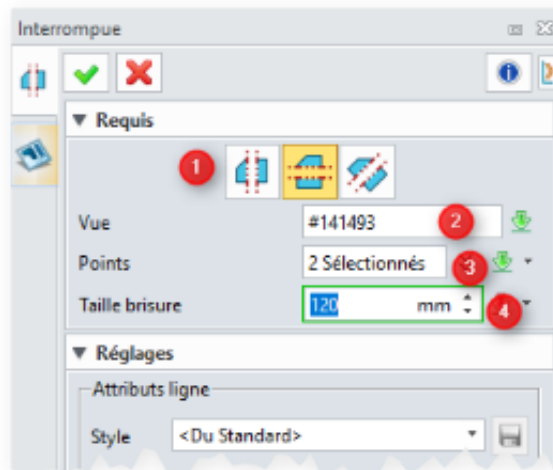 Interrompue
Requis
1
Vue #141493 2
Points 2 Sélectionnés 3
Taille brisure 120 mm 4
Réglages
Attributs ligne
Style <Du Standard>